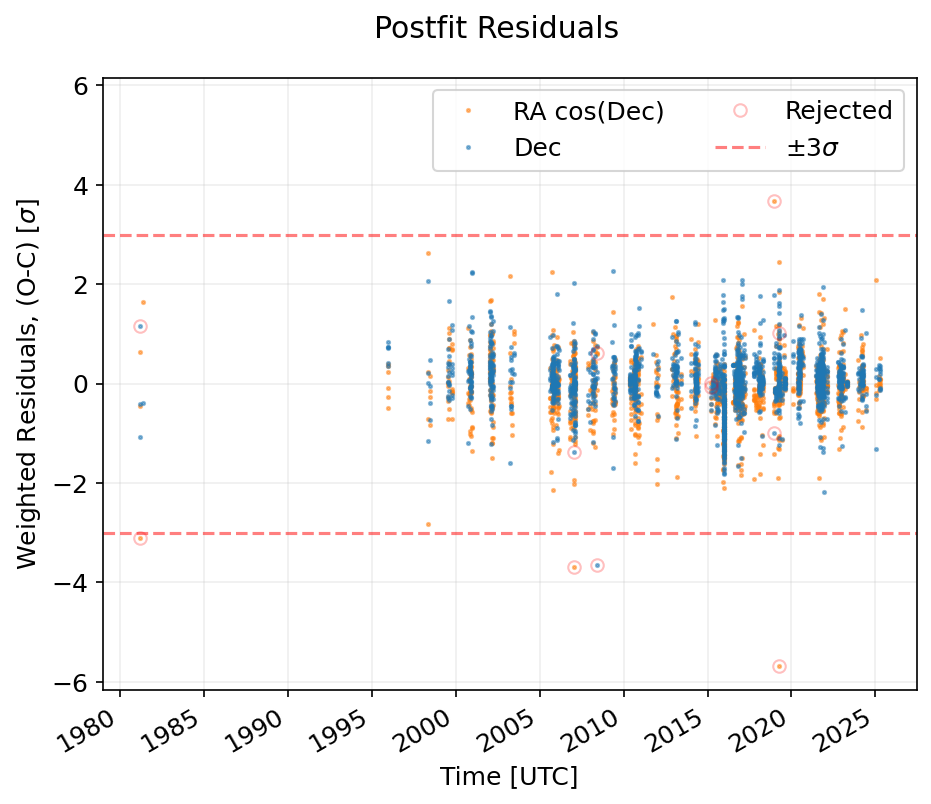 Postfit Residuals
RA cos(Dec)
Dec
Rejected
±3σ
Weighted Residuals, (O-C) [σ]
6
4
2
0
−2
−4
−6
1980
1985
1990
1995
2000
2005
2010
2015
2020
2025
Time [UTC]